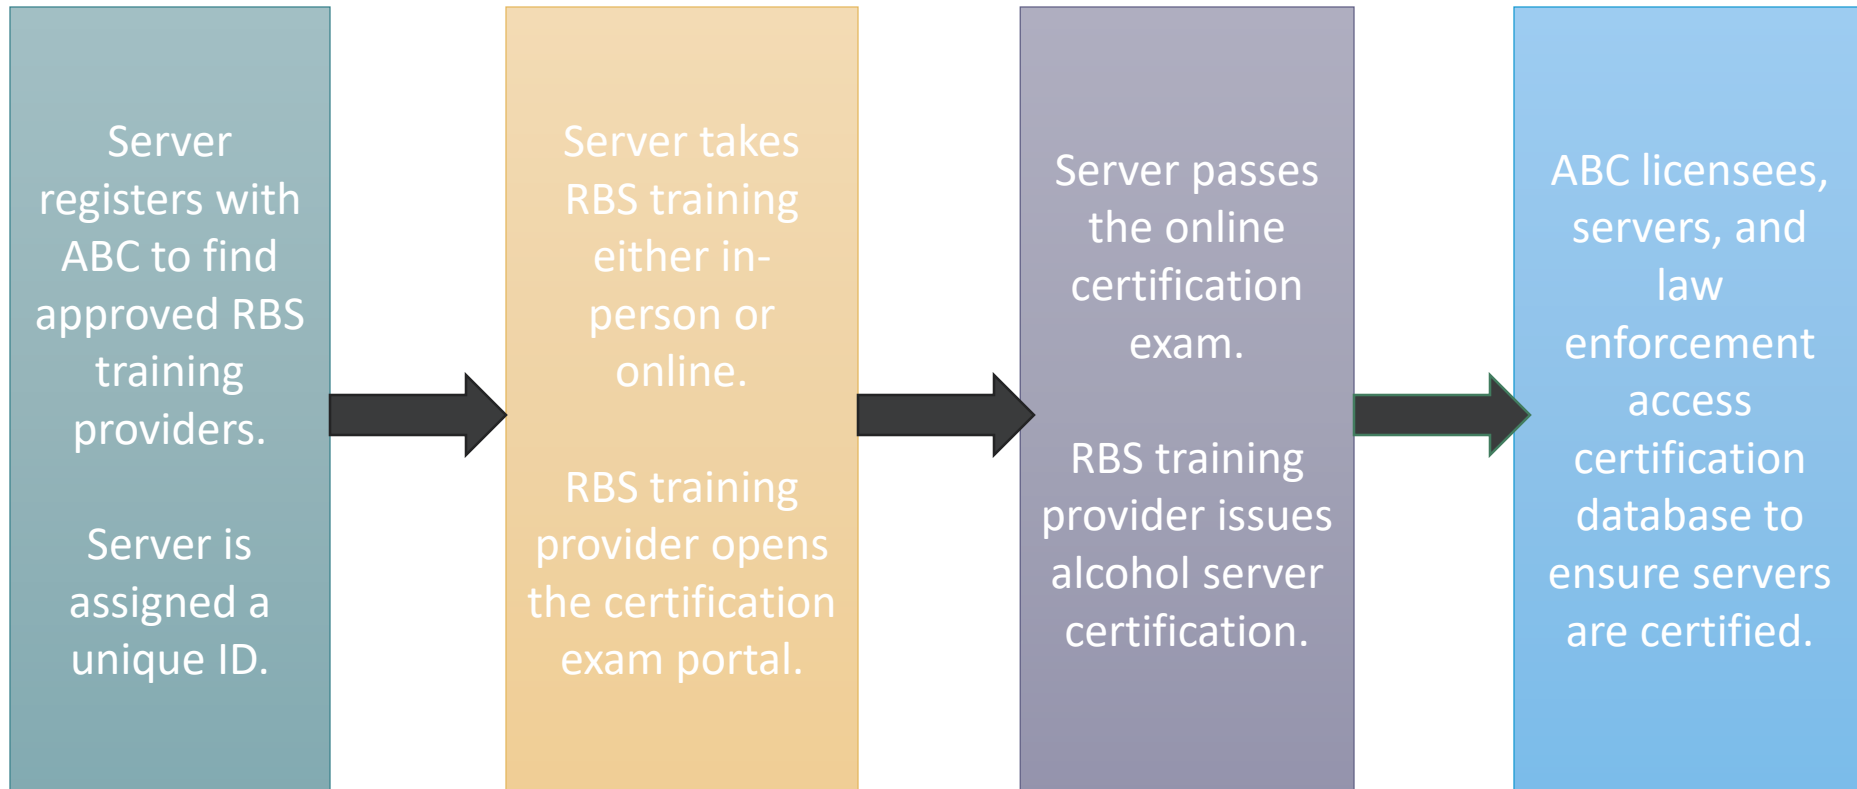 Server
registers with
ABC to find
approved RBS
training
providers.
Server is
assigned a
unique ID.
Server takes
RBS training
either in-
person or
online.
RBS training
provider opens
the certification
exam portal.
Server passes
the online
certification
exam.
RBS training
provider issues
alcohol server
certification.
ABC licensees,
servers, and
law
enforcement
access
certification
database to
ensure servers
are certified.